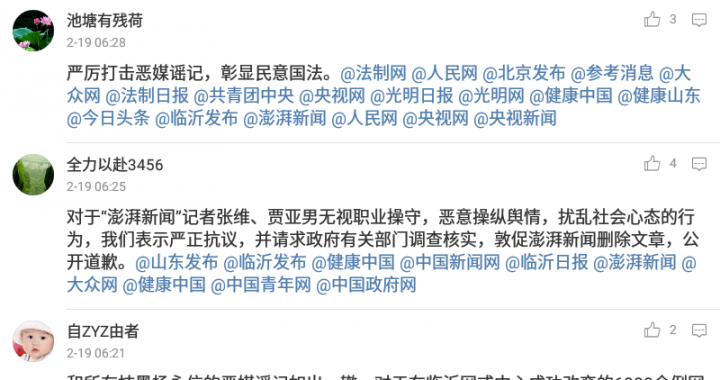 池塘有残荷
3
2-19 06:28
严厉打击恶媒谣记，彰显民意国法。@法制网 @人民网 @北京发布 @参考消息 @大
众网 @法制日报 @共青团中央 @央视网 @光明日报 @光明网 @健康中国 @健康山东
@今日头条 @临沂发布 @澎湃新闻 @人民网 @央视网 @央视新闻
全力以赴3456
4
2-19 06:25
对于“澎湃新闻”记者张维、贾亚男无视职业操守，恶意操纵舆情，扰乱社会心态的行
为，我们表示严正抗议，并请求政府有关部门调查核实，敦促澎湃新闻删除文章，公
开道歉。@山东发布 @临沂发布 @健康中国 @中国新闻网 @临沂日报 @澎湃新闻 @
大众网 @健康中国 @中国青年网 @中国政府网
自ZYZ由者
2
2-19 06:21